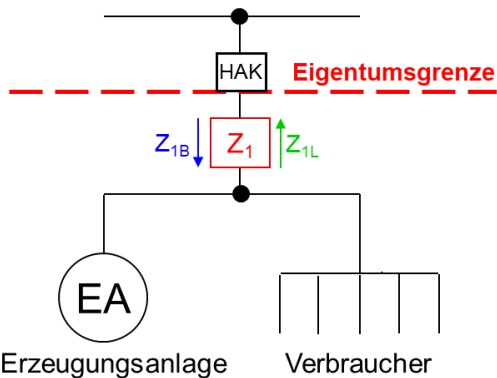 HAK
Eigentumsgrenze
Z1B
Z1
Z1L
EA
Erzeugungsanlage
Verbraucher